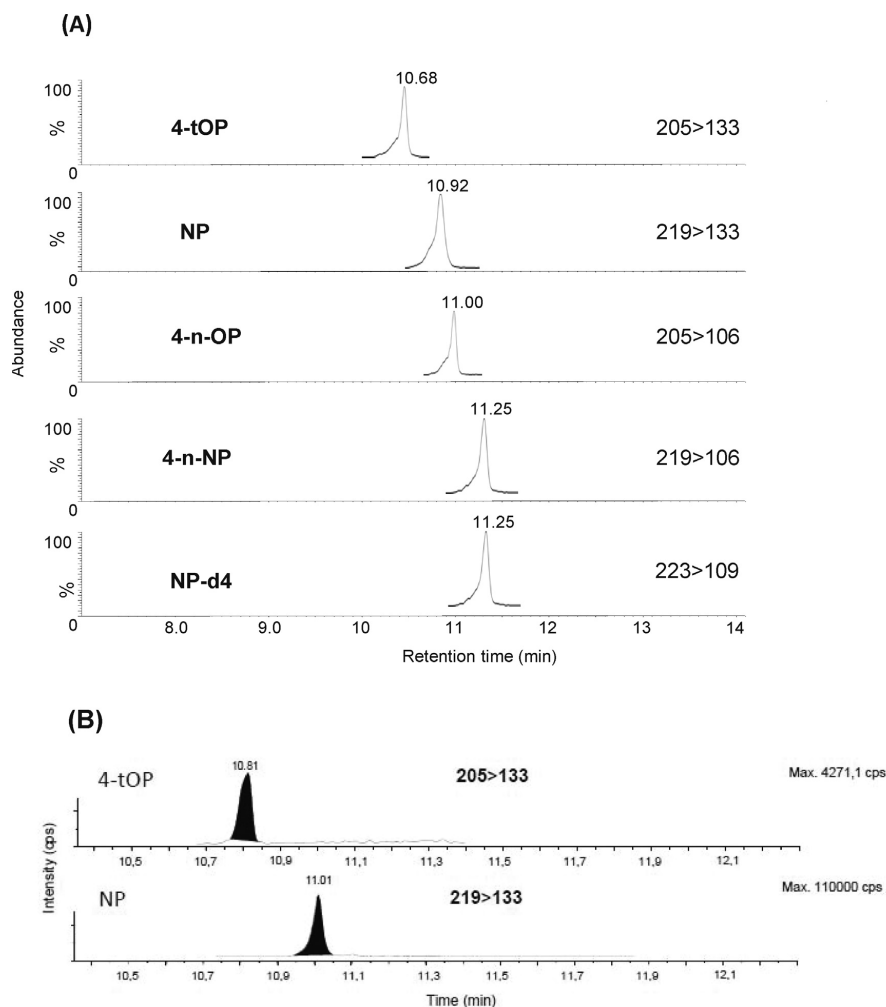 (A)
10.68
100
%
4-tOP
205>133
0
10.92
100
%
NP
219>133
0
11.00
100
%
4-n-OP
205>106
0
Abundance
11.25
100
%
4-n-NP
219>106
0
11.25
100
%
NP-d4
223>109
0
8.0 9.0 10 11 12 13 14
Retention time (min)
(B)
10.81
4-tOP
205>133
Max. 4271,1 cps
10,5 10,7 10,9 11,1 11,3 11,5 11,7 11,9 12,1
Intensity (cps)
11.01
NP
219>133
Max. 110000 cps
10,5 10,7 10,9 11,1 11,3 11,5 11,7 11,9 12,1
Time (min)